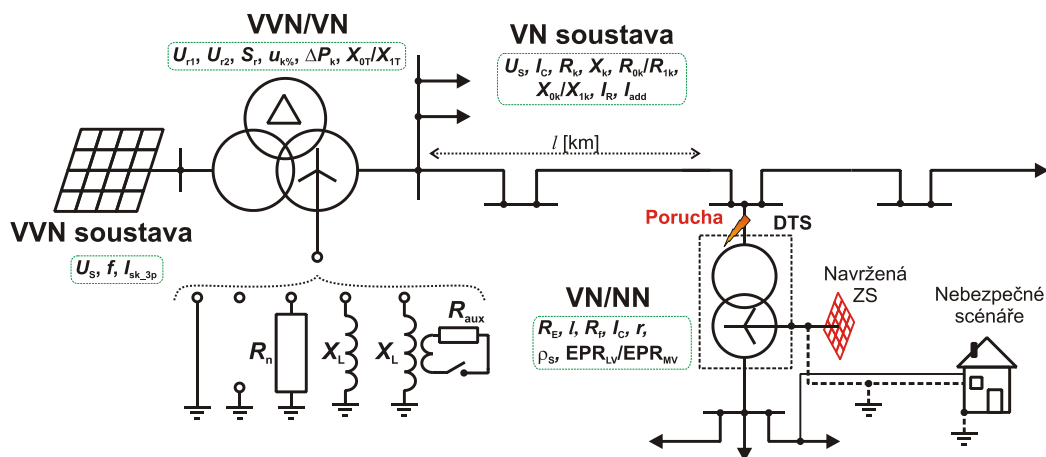 VVN/VN
U_r1, U_r2, S_r, u_k%, ΔP_k, X_0T/X_1T
VN soustava
U_S, I_C, R_k, X_k, R_0k/R_1k,
X_0k/X_1k, I_R, I_add
l [km]
VVN soustava
U_S, f, I_sk_3p
Porucha
DTS
VN/NN
R_E, l, R_f, I_C, r,
ρ_S, EPR_LV/EPR_MV
Navržená
ZS
Nebezpečné
scénáře
R_n
X_L
X_L
R_aux